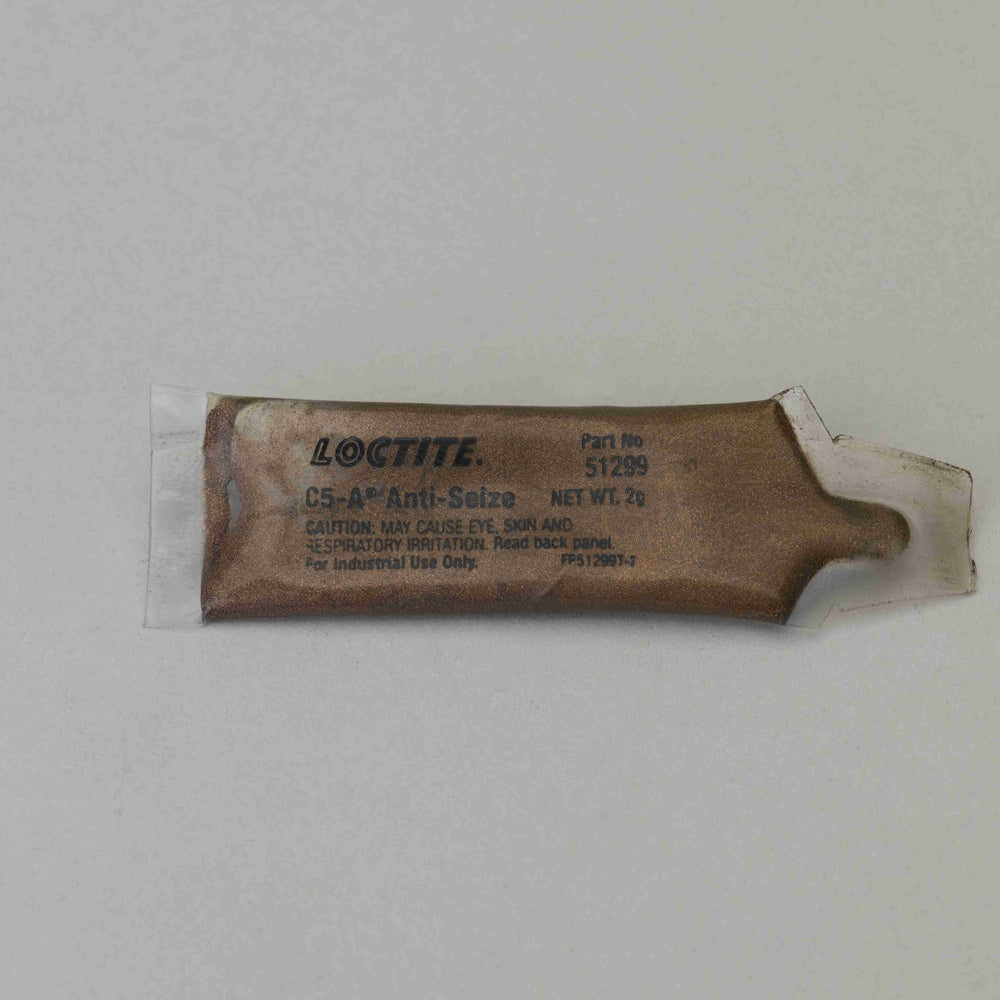 LOCTITE.
Part No
51299
C5-A® Anti-Seize NET WT. 2g
CAUTION: MAY CAUSE EYE, SKIN AND
RESPIRATORY IRRITATION. Read back panel.
For Industrial Use Only. FP51299T-2